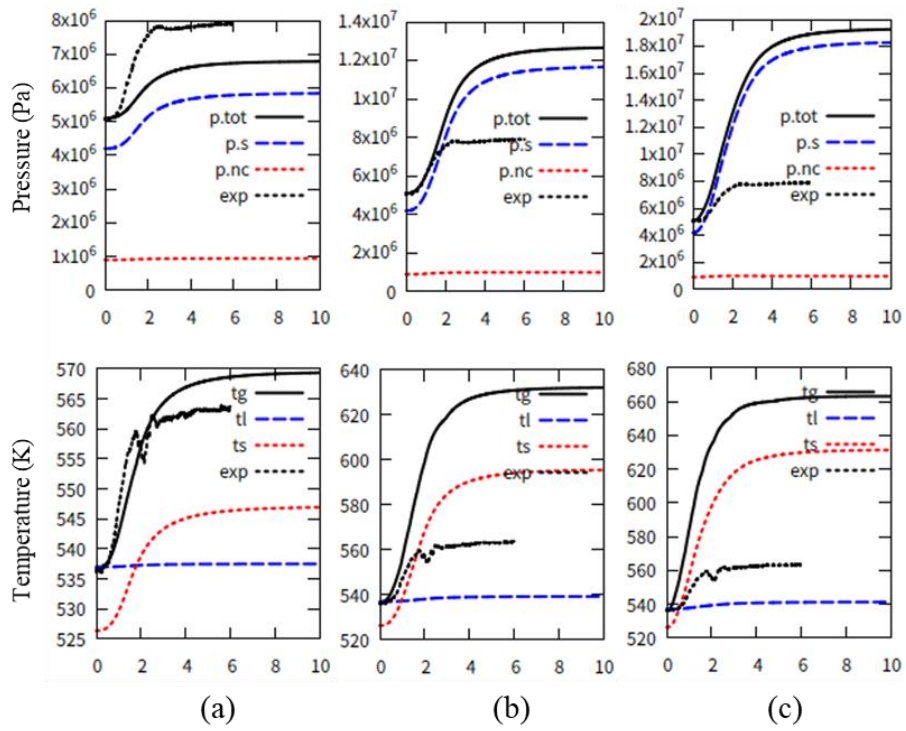 Pressure (Pa)
8x10⁶
7x10⁶
6x10⁶
5x10⁶
4x10⁶
3x10⁶
2x10⁶
1x10⁶
0
p.tot
p.s
p.nc
exp
0 2 4 6 8 10
1.4x10⁷
1.2x10⁷
1.0x10⁷
8x10⁶
6x10⁶
4x10⁶
2x10⁶
0
p.tot
p.s
p.nc
exp
0 2 4 6 8 10
2x10⁷
1.8x10⁷
1.6x10⁷
1.4x10⁷
1.2x10⁷
1x10⁷
8x10⁶
6x10⁶
4x10⁶
2x10⁶
0
p.tot
p.s
p.nc
exp
0 2 4 6 8 10
Temperature (K)
570
565
560
555
550
545
540
535
530
525
tg
tl
ts
exp
0 2 4 6 8 10
640
620
600
580
560
540
520
tg
tl
ts
exp
0 2 4 6 8 10
680
660
640
620
600
580
560
540
520
tg
tl
ts
exp
0 2 4 6 8 10
(a) (b) (c)